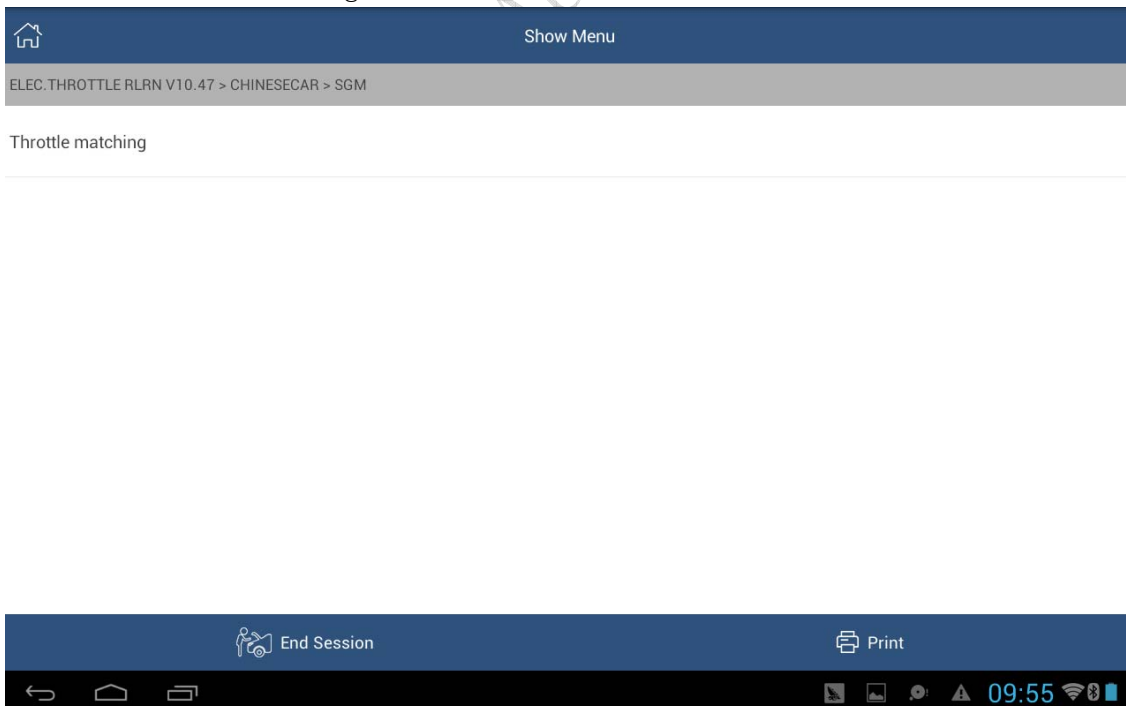 Show Menu
ELEC.THROTTLE RLRN V10.47 > CHINESECAR > SGM
Throttle matching
End Session
Print
09:55